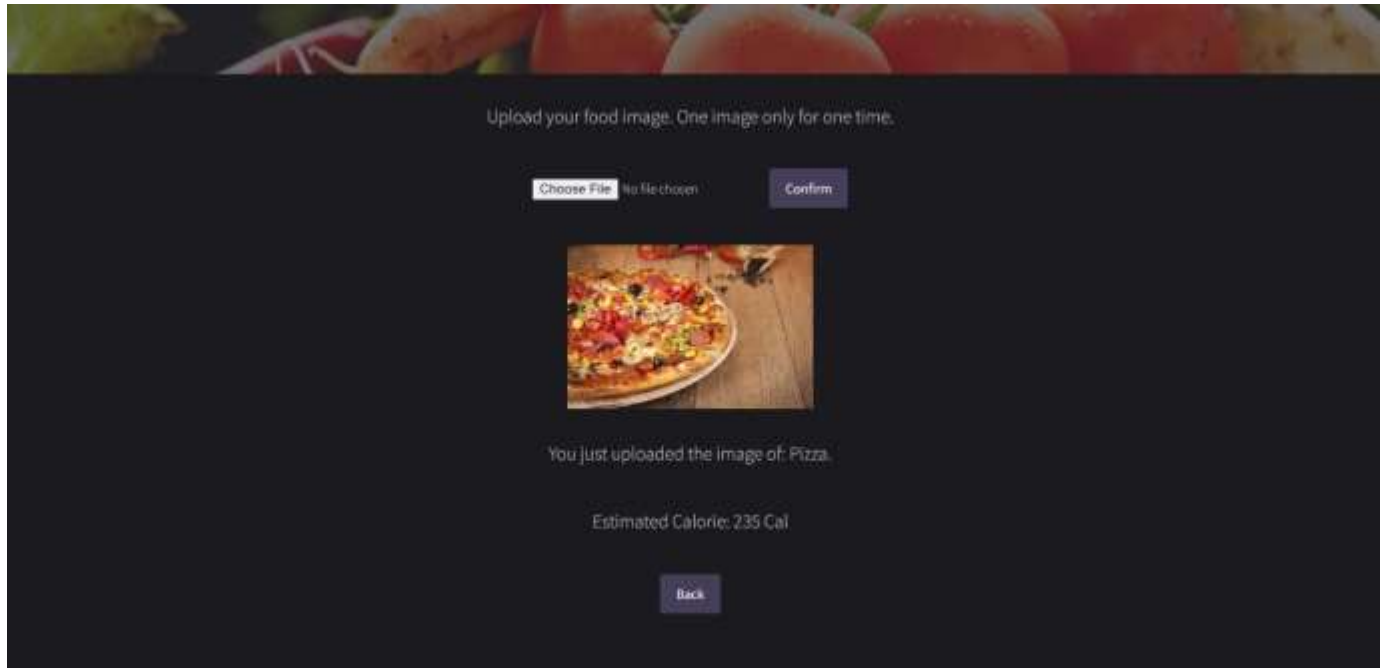 Upload your food image. One image only for one time.
Choose File No file chosen Confirm
You just uploaded the image of: Pizza.
Estimated Calorie: 235 Cal
Back